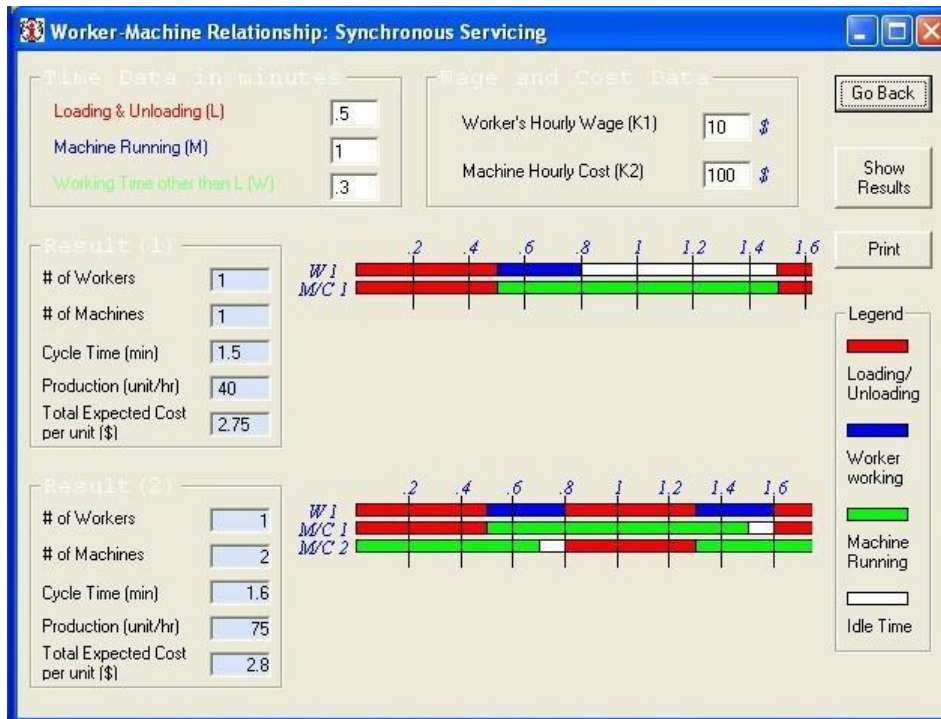 Worker-Machine Relationship: Synchronous Servicing
Time Data in minutes
Loading & Unloading (L)
.5
Machine Running (M)
1
Working Time other than L (W)
.3
Wage and Cost Data
Worker's Hourly Wage (K1)
10 $
Machine Hourly Cost (K2)
100 $
Go Back
Show
Results
Print
Result (1)
# of Workers
1
# of Machines
1
Cycle Time (min)
1.5
Production (unit/hr)
40
Total Expected Cost
per unit ($)
2.75
.2 .4 .6 .8 1 1.2 1.4 1.6
W 1
M/C 1
Legend
Loading/
Unloading
Worker
working
Machine
Running
Idle Time
Result (2)
# of Workers
1
# of Machines
2
Cycle Time (min)
1.6
Production (unit/hr)
75
Total Expected Cost
per unit ($)
2.8
.2 .4 .6 .8 1 1.2 1.4 1.6
W 1
M/C 1
M/C 2